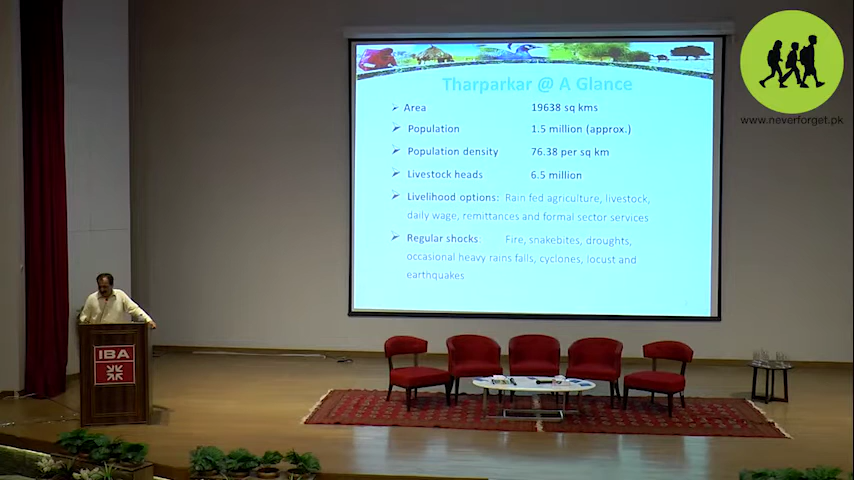 Tharparkar @ A Glance
Area 19638 sq kms
Population 1.5 million (approx.)
Population density 76.38 per sq km
Livestock heads 6.5 million
Livelihood options: Rain fed agriculture, livestock,
daily wage, remittances and formal sector services
Regular shocks: Fire, snakebites, droughts,
occasional heavy rains falls, cyclones, locust and
earthquakes
www.neverforget.pk
IBA